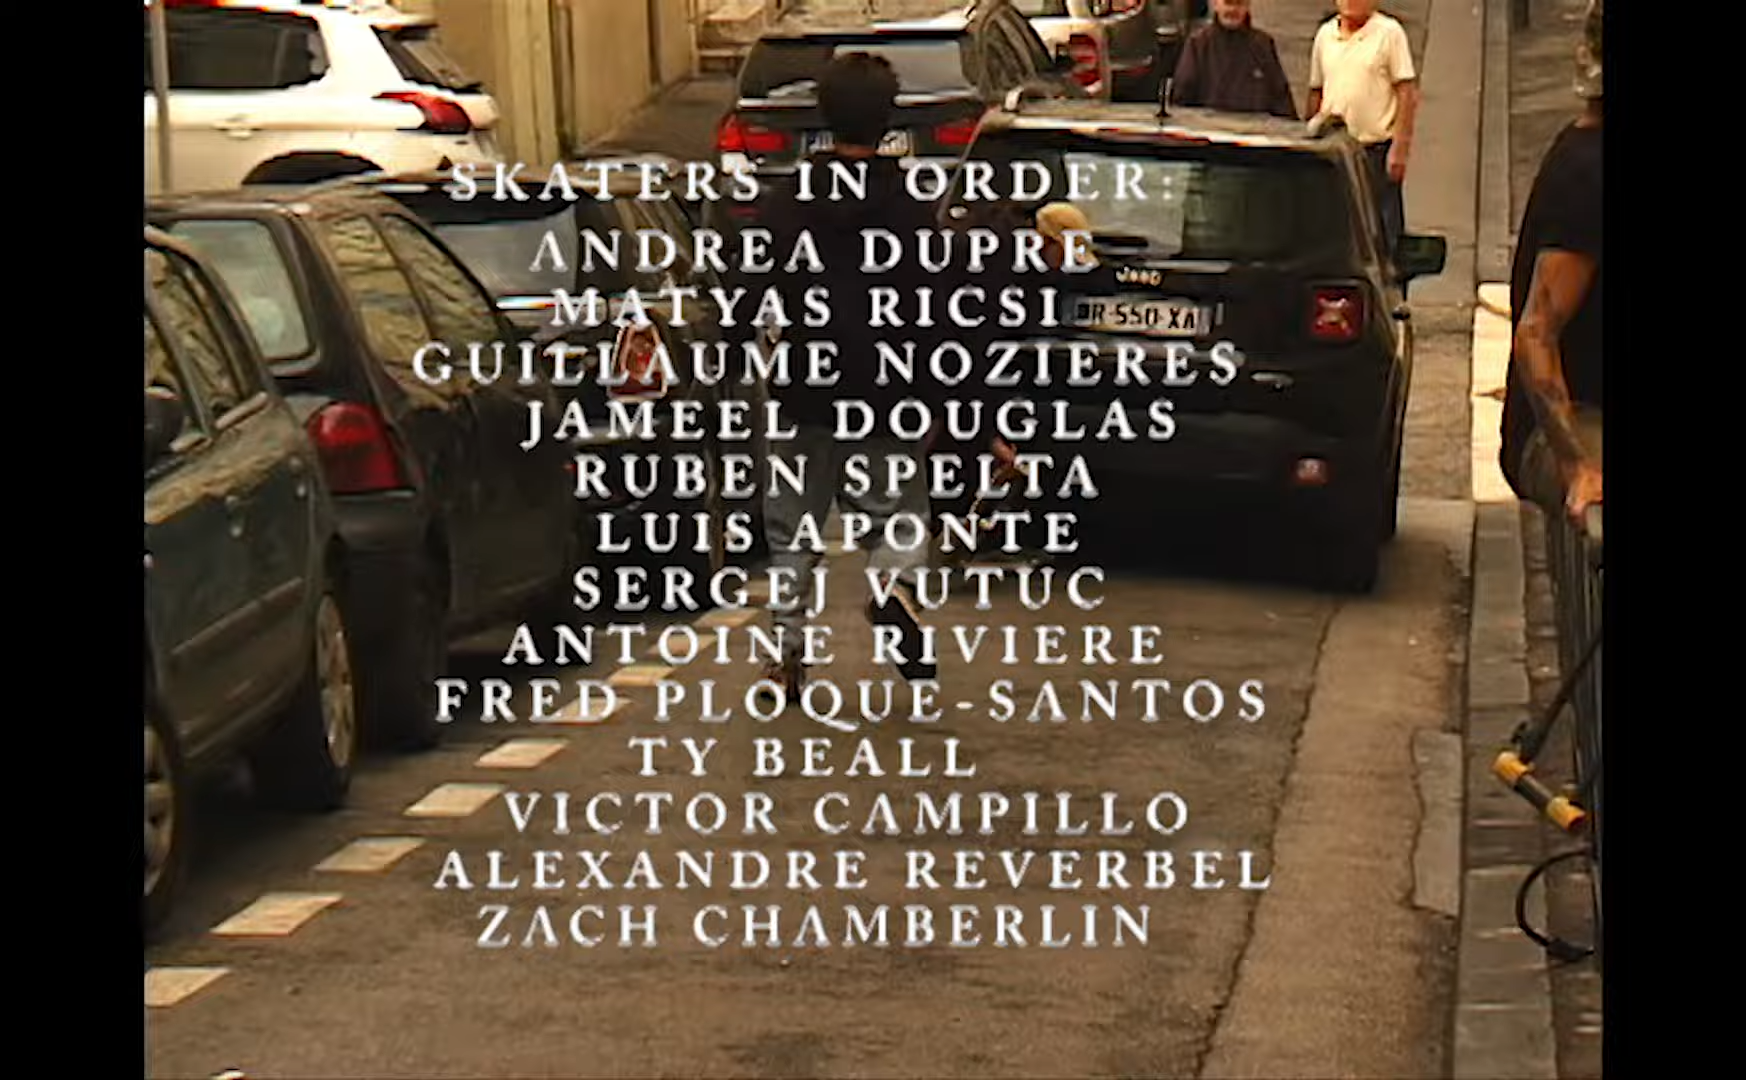 SKATERS IN ORDER:
ANDREA DUPRE
MATYAS RICSI
GUILLAUME NOZIERES
JAMEEL DOUGLAS
RUBEN SPELTA
LUIS APONTE
SERGEJ VUTUC
ANTOINE RIVIERE
FRED PLOQUE-SANTOS
TY BEALL
VICTOR CAMPILLO
ALEXANDRE REVERBEL
ZACH CHAMBERLIN
Jeep